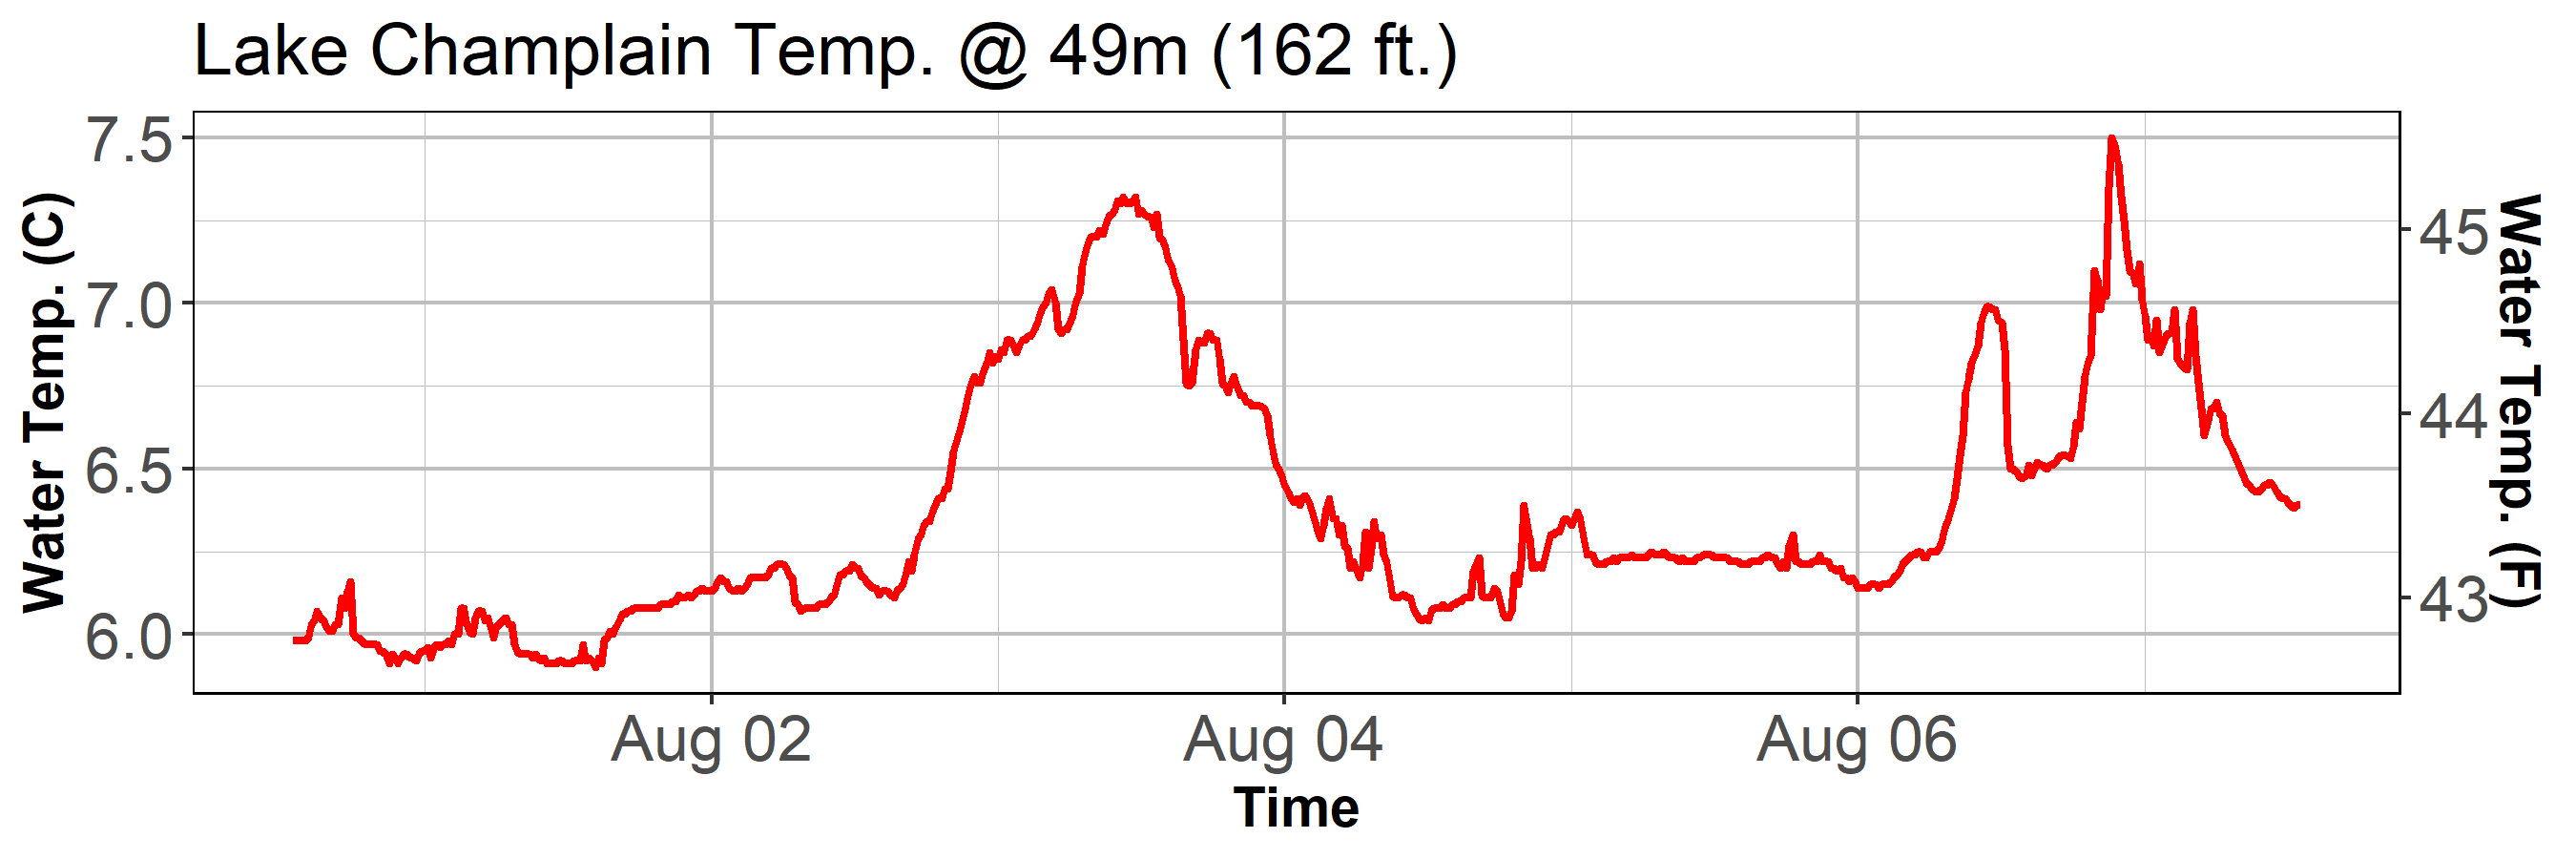 Lake Champlain Temp. @ 49m (162 ft.)
Water Temp. (C)
7.5
7.0
6.5
6.0
45
44
43
Water Temp. (F)
Aug 02
Aug 04
Aug 06
Time